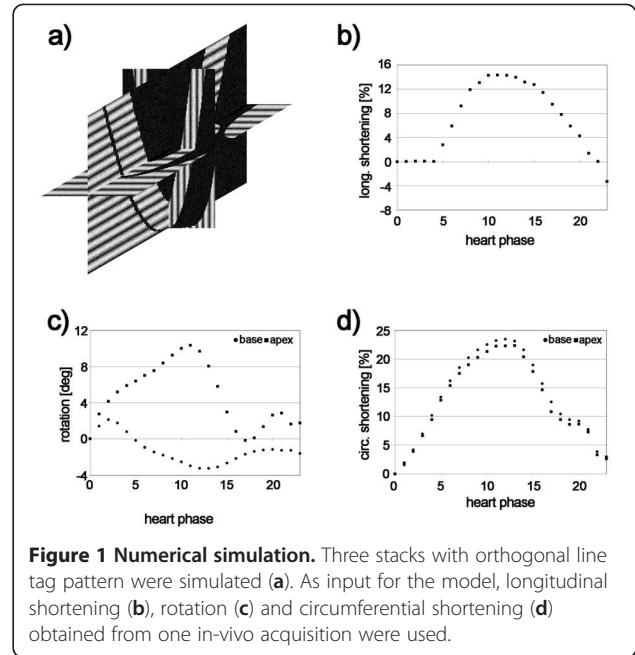 a)
b)
16
12
8
4
0
-4
-8
long. shortening [%]
0 5 10 15 20
heart phase
c)
12
8
4
0
-4
rotation [deg]
•base ▪apex
0 5 10 15 20
heart phase
d)
25
20
15
10
5
0
circ. shortening [%]
•base ▪apex
0 5 10 15 20
heart phase
Figure 1 Numerical simulation. Three stacks with orthogonal line
tag pattern were simulated (a). As input for the model, longitudinal
shortening (b), rotation (c) and circumferential shortening (d)
obtained from one in-vivo acquisition were used.